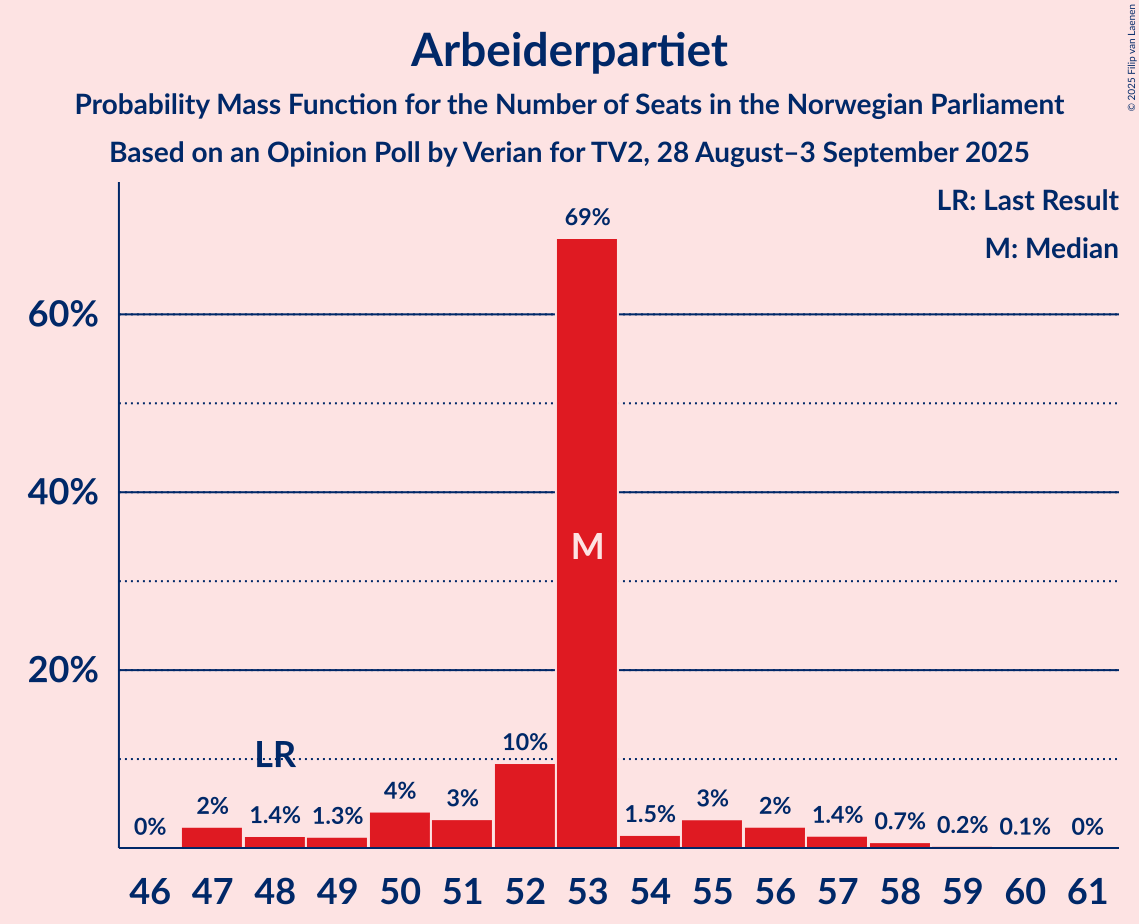 Arbeiderpartiet
Probability Mass Function for the Number of Seats in the Norwegian Parliament
Based on an Opinion Poll by Verian for TV2, 28 August–3 September 2025
© 2025 Filip van Laenen
LR: Last Result
M: Median
69%
60%
40%
M
20%
LR
10%
0%
2%
1.4%
1.3%
4%
3%
1.5%
3%
2%
1.4%
0.7%
0.2%
0.1%
0%
46 47 48 49 50 51 52 53 54 55 56 57 58 59 60 61